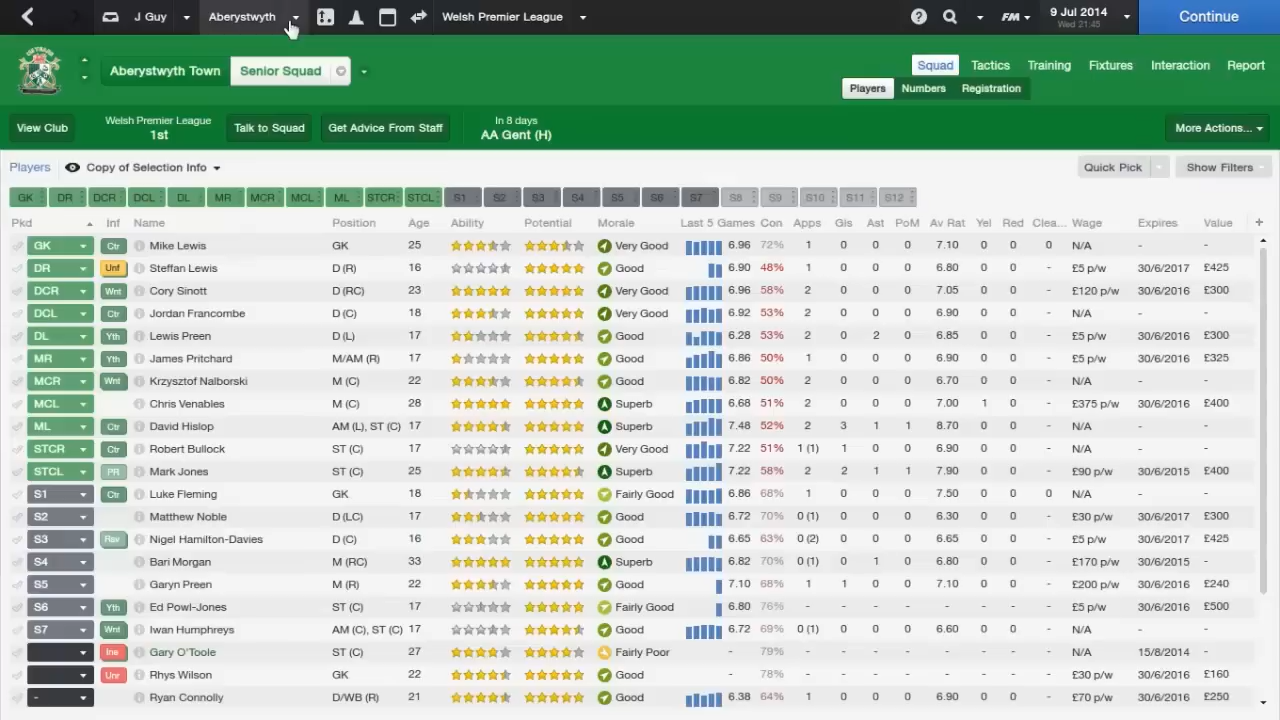 J Guy Aberystwyth Welsh Premier League FM 9 Jul 2014 Continue
Wed 21:45
Aberystwyth Town Senior Squad Squad Tactics Training Fixtures Interaction Report
Players Numbers Registration
View Club Welsh Premier League 1st Talk to Squad Get Advice From Staff In 8 days AA Gent (H) More Actions...
Players Copy of Selection Info Quick Pick Show Filters
GK DR DCR DCL DL MR MCR MCL ML STCR STCL S1 S2 S3 S4 S5 S6 S7 S8 S9 S10 S11 S12
Pkd Inf Name Position Age Ability Potential Morale Last 5 Games Con Apps Gls Ast PoM Av Rat Yel Red Clea... Wage Expires Value +
GK Ctr Mike Lewis GK 25 Very Good 6.96 72% 1 0 0 0 7.10 0 0 0 N/A - -
DR Unf Steffan Lewis D (R) 16 Good 6.90 48% 1 0 0 0 6.80 0 0 - £5 p/w 30/6/2017 £425
DCR Wnt Cory Sinott D (RC) 23 Very Good 6.96 58% 2 0 0 0 7.05 0 0 - £120 p/w 30/6/2016 £300
DCL Ctr Jordan Francombe D (C) 18 Very Good 6.92 53% 2 0 0 0 6.90 0 0 - N/A - -
DL Yth Lewis Preen D (L) 17 Good 6.28 53% 2 0 2 0 6.85 0 0 - £5 p/w 30/6/2016 £300
MR Yth James Pritchard M/AM (R) 17 Good 6.86 50% 1 0 0 0 6.90 0 0 - £5 p/w 30/6/2016 £325
MCR Wnt Krzysztof Nalborski M (C) 22 Good 6.82 50% 2 0 0 0 6.70 0 0 - N/A - -
MCL Chris Venables M (C) 28 Superb 6.68 51% 2 0 0 0 7.00 1 0 - £375 p/w 30/6/2016 £400
ML Ctr David Hislop AM (L), ST (C) 17 Superb 7.48 52% 2 3 1 1 8.70 0 0 - N/A - -
STCR Ctr Robert Bullock ST (C) 17 Very Good 7.22 51% 1 (1) 1 0 0 6.90 0 0 - N/A - -
STCL PR Mark Jones ST (C) 25 Superb 7.22 58% 2 2 1 1 7.90 0 0 - £90 p/w 30/6/2015 £400
S1 Ctr Luke Fleming GK 18 Fairly Good 6.86 68% 1 0 0 0 7.50 0 0 0 N/A - -
S2 Matthew Noble D (LC) 17 Good 6.72 70% 0 (1) 0 0 0 6.30 0 0 - £30 p/w 30/6/2017 £300
S3 Nigel Hamilton-Davies D (C) 16 Good 6.65 63% 0 (2) 0 0 0 6.65 0 0 - £5 p/w 30/6/2017 £425
S4 Bari Morgan M (RC) 33 Superb 6.82 70% 0 (1) 0 1 0 6.80 0 0 - £170 p/w 30/6/2015 -
S5 Garyn Preen M (R) 22 Good 7.10 68% 1 1 0 0 7.10 0 0 - £200 p/w 30/6/2016 £240
S6 Yth Ed Powl-Jones ST (C) 17 Fairly Good 6.80 76% - - - - - - - - £5 p/w 30/6/2016 £500
S7 Wnt Iwan Humphreys AM (C), ST (C) 17 Good 6.72 69% 0 (1) 0 0 0 6.60 0 0 - N/A - -
Gary O'Toole ST (C) 27 Fairly Poor - 79% - - - - - - - - N/A 15/8/2014 -
Unr Rhys Wilson GK 22 Good - 78% - - - - - - - - £30 p/w 30/6/2016 £160
- Ryan Connolly D/WB (R) 21 Good 6.38 64% 1 0 0 0 6.90 0 0 - £70 p/w 30/6/2016 £250